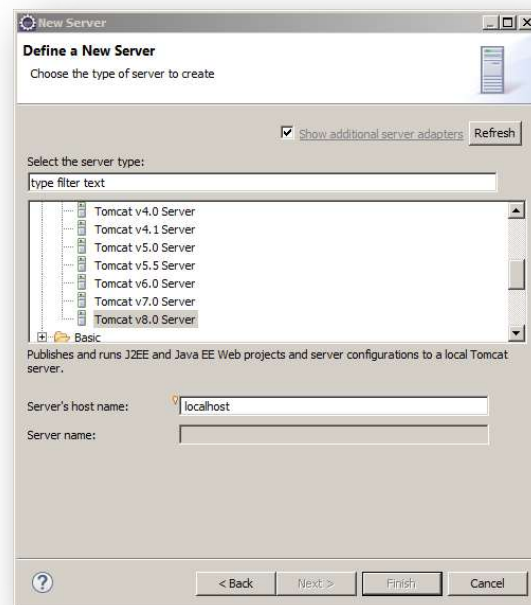 New Server
Define a New Server
Choose the type of server to create
Show additional server adapters Refresh
Select the server type:
type filter text
Tomcat v4.0 Server
Tomcat v4.1 Server
Tomcat v5.0 Server
Tomcat v5.5 Server
Tomcat v6.0 Server
Tomcat v7.0 Server
Tomcat v8.0 Server
Basic
Publishes and runs J2EE and Java EE Web projects and server configurations to a local Tomcat
server.
Server's host name: localhost
Server name:
? < Back Next > Finish Cancel